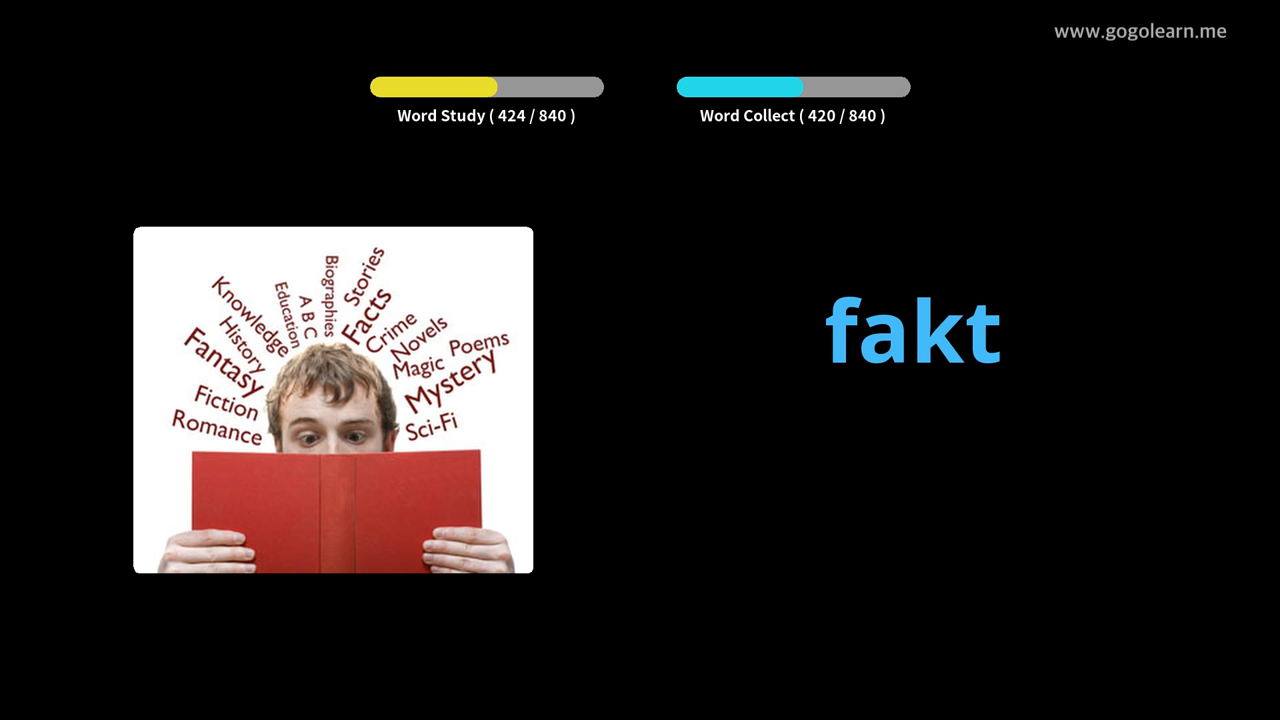 www.gogolearn.me
Word Study ( 424 / 840 )
Word Collect ( 420 / 840 )
Romance
Fiction
Fantasy
History
Knowledge
Education
A B C
Biographies
Stories
Facts
Crime
Novels
Magic
Poems
Mystery
Sci-Fi
fakt